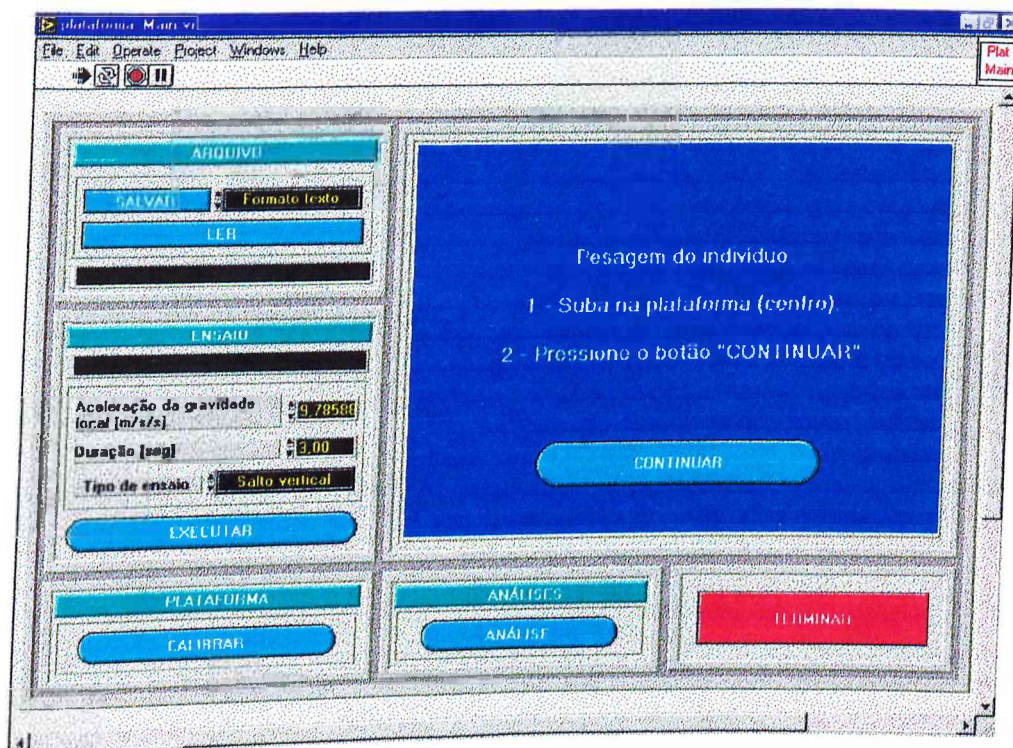 plataforma Main.vi
File Edit Operate Project Windows Help
Plat
Main
ARQUIVO
SALVAR Formato texto
LER
ENSAIO
Aceleração da gravidade
local [m/s/s] 9,78588
Duração [seg] 3,00
Tipo de ensaio Salto vertical
EXECUTAR
PLATAFORMA
CALIBRAR
Pesagem do indivíduo
1 - Suba na plataforma (centro).
2 - Pressione o botão "CONTINUAR"
CONTINUAR
ANÁLISES
ANÁLISE
TERMINAR